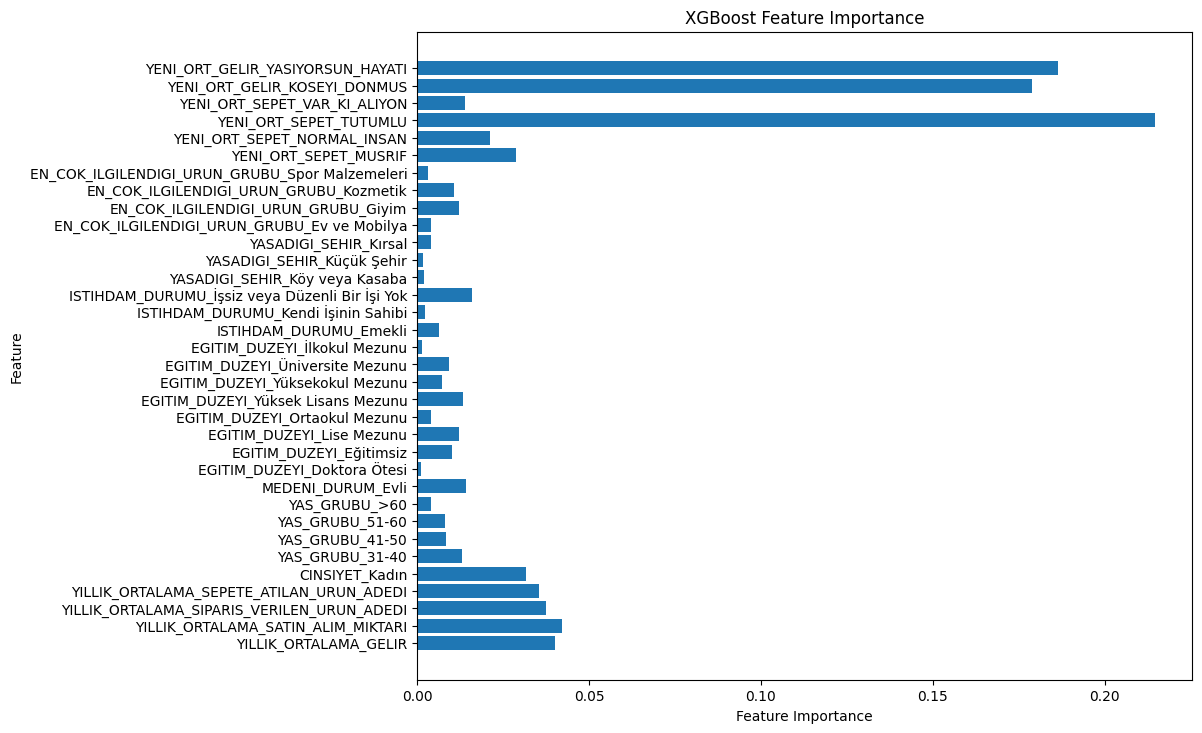 XGBoost Feature Importance
YENI_ORT_GELIR_YASIYORSUN_HAYATI
YENI_ORT_GELIR_KOSEYI_DONMUS
YENI_ORT_SEPET_VAR_KI_ALIYON
YENI_ORT_SEPET_TUTUMLU
YENI_ORT_SEPET_NORMAL_INSAN
YENI_ORT_SEPET_MUSRIF
EN_COK_ILGILENDIGI_URUN_GRUBU_Spor Malzemeleri
EN_COK_ILGILENDIGI_URUN_GRUBU_Kozmetik
EN_COK_ILGILENDIGI_URUN_GRUBU_Giyim
EN_COK_ILGILENDIGI_URUN_GRUBU_Ev ve Mobilya
YASADIGI_SEHIR_Kırsal
YASADIGI_SEHIR_Küçük Şehir
YASADIGI_SEHIR_Köy veya Kasaba
ISTIHDAM_DURUMU_İşsiz veya Düzenli Bir İşi Yok
ISTIHDAM_DURUMU_Kendi İşinin Sahibi
ISTIHDAM_DURUMU_Emekli
EGITIM_DUZEYI_İlkokul Mezunu
EGITIM_DUZEYI_Üniversite Mezunu
EGITIM_DUZEYI_Yüksekokul Mezunu
EGITIM_DUZEYI_Yüksek Lisans Mezunu
EGITIM_DUZEYI_Ortaokul Mezunu
EGITIM_DUZEYI_Lise Mezunu
EGITIM_DUZEYI_Eğitimsiz
EGITIM_DUZEYI_Doktora Ötesi
MEDENI_DURUM_Evli
YAS_GRUBU_>60
YAS_GRUBU_51-60
YAS_GRUBU_41-50
YAS_GRUBU_31-40
CINSIYET_Kadın
YILLIK_ORTALAMA_SEPETE_ATILAN_URUN_ADEDI
YILLIK_ORTALAMA_SIPARIS_VERILEN_URUN_ADEDI
YILLIK_ORTALAMA_SATIN_ALIM_MIKTARI
YILLIK_ORTALAMA_GELIR
Feature
0.00 0.05 0.10 0.15 0.20
Feature Importance